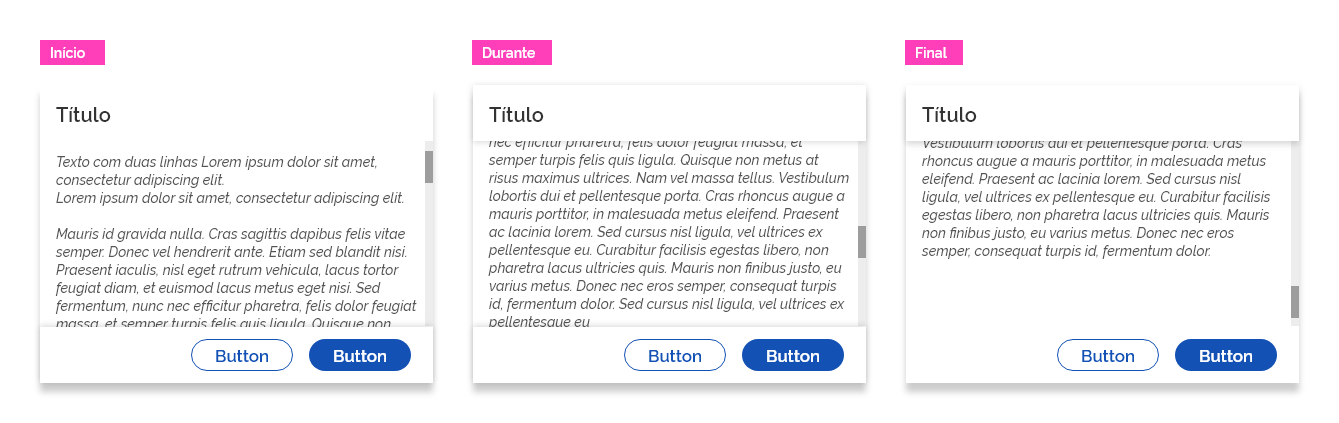 Início
Título
Texto com duas linhas Lorem ipsum dolor sit amet,
consectetur adipiscing elit.
Lorem ipsum dolor sit amet, consectetur adipiscing elit.
Mauris id gravida nulla. Cras sagittis dapibus felis vitae
semper. Donec vel hendrerit ante. Etiam sed blandit nisi.
Praesent iaculis, nisl eget rutrum vehicula, lacus tortor
feugiat diam, et euismod lacus metus eget nisi. Sed
fermentum, nunc nec efficitur pharetra, felis dolor feugiat
massa, et semper turpis felis quis ligula. Quisque non
Button
Button
Durante
Título
nec efficitur pharetra, felis dolor feugiat massa, et
semper turpis felis quis ligula. Quisque non metus at
risus maximus ultrices. Nam vel massa tellus. Vestibulum
lobortis dui et pellentesque porta. Cras rhoncus augue a
mauris porttitor, in malesuada metus eleifend. Praesent
ac lacinia lorem. Sed cursus nisl ligula, vel ultrices ex
pellentesque eu. Curabitur facilisis egestas libero, non
pharetra lacus ultricies quis. Mauris non finibus justo, eu
varius metus. Donec nec eros semper, consequat turpis
id, fermentum dolor. Sed cursus nisl ligula, vel ultrices ex
pellentesque eu
Button
Button
Final
Título
Vestibulum lobortis dui et pellentesque porta. Cras
rhoncus augue a mauris porttitor, in malesuada metus
eleifend. Praesent ac lacinia lorem. Sed cursus nisl
ligula, vel ultrices ex pellentesque eu. Curabitur facilisis
egestas libero, non pharetra lacus ultricies quis. Mauris
non finibus justo, eu varius metus. Donec nec eros
semper, consequat turpis id, fermentum dolor.
Button
Button